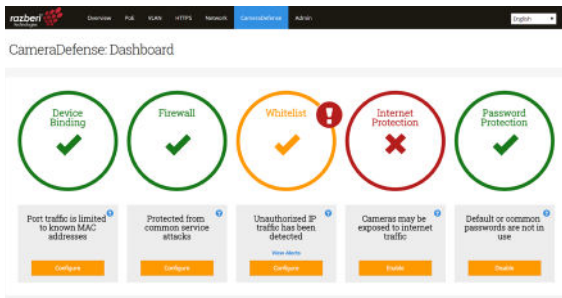 razberi
technologies
Overview PoE VLAN HTTPS Network CameraDefense Admin English
CameraDefense: Dashboard
Device
Binding
Firewall
Whitelist
!
Internet
Protection
Password
Protection
Port traffic is limited
to known MAC
addresses
Configure
Protected from
common service
attacks
Configure
Unauthorized IP
traffic has been
detected
View Alerts
Configure
Cameras may be
exposed to internet
traffic
Enable
Default or common
passwords are not in
use
Disable